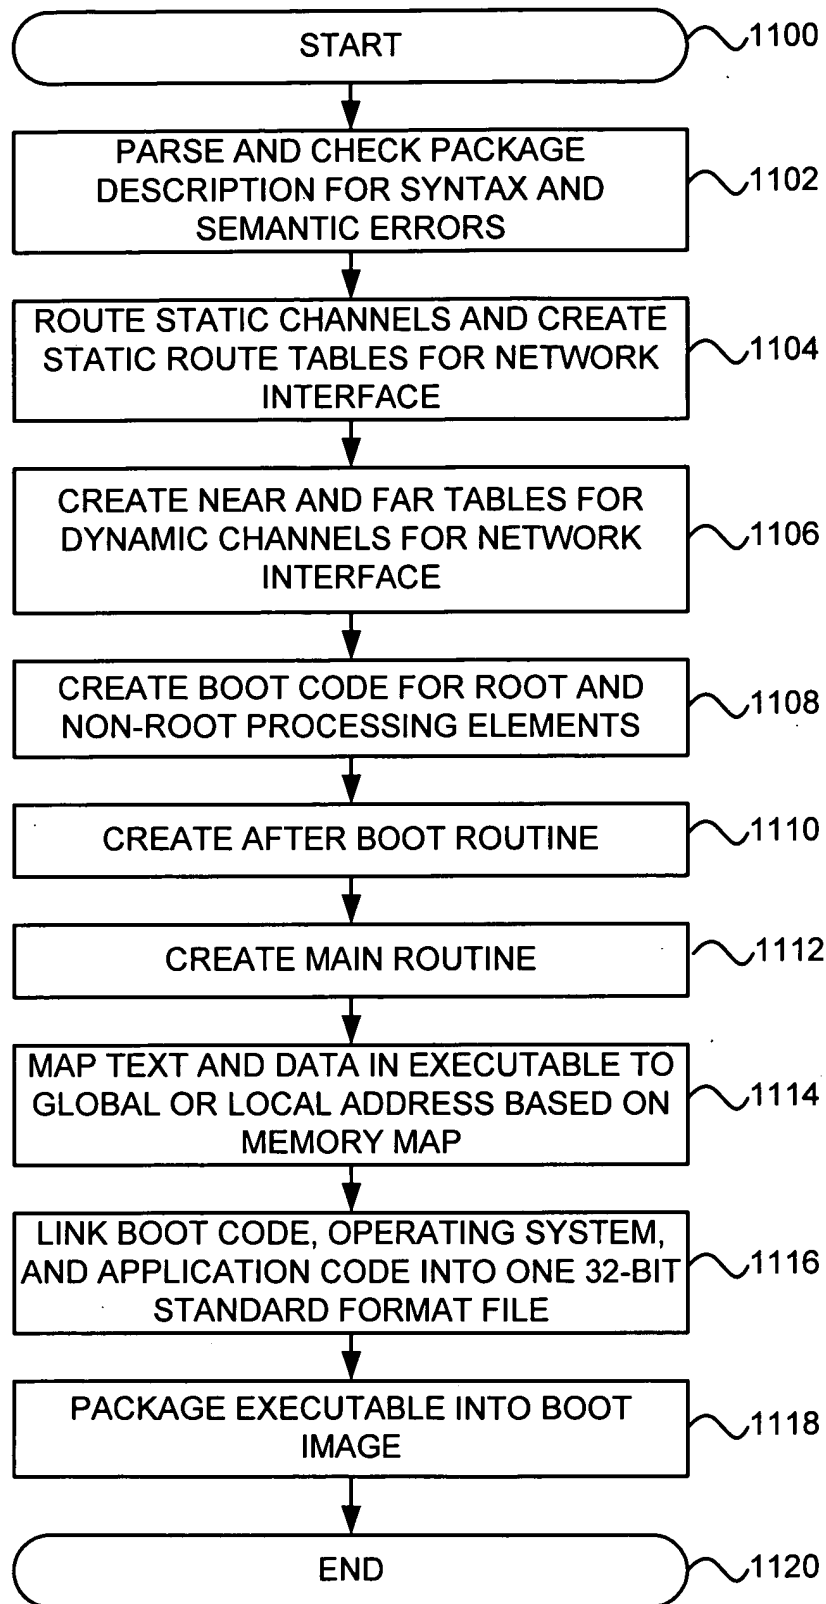 START
1100
PARSE AND CHECK PACKAGE
DESCRIPTION FOR SYNTAX AND
SEMANTIC ERRORS
1102
ROUTE STATIC CHANNELS AND CREATE
STATIC ROUTE TABLES FOR NETWORK
INTERFACE
1104
CREATE NEAR AND FAR TABLES FOR
DYNAMIC CHANNELS FOR NETWORK
INTERFACE
1106
CREATE BOOT CODE FOR ROOT AND
NON-ROOT PROCESSING ELEMENTS
1108
CREATE AFTER BOOT ROUTINE
1110
CREATE MAIN ROUTINE
1112
MAP TEXT AND DATA IN EXECUTABLE TO
GLOBAL OR LOCAL ADDRESS BASED ON
MEMORY MAP
1114
LINK BOOT CODE, OPERATING SYSTEM,
AND APPLICATION CODE INTO ONE 32-BIT
STANDARD FORMAT FILE
1116
PACKAGE EXECUTABLE INTO BOOT
IMAGE
1118
END
1120